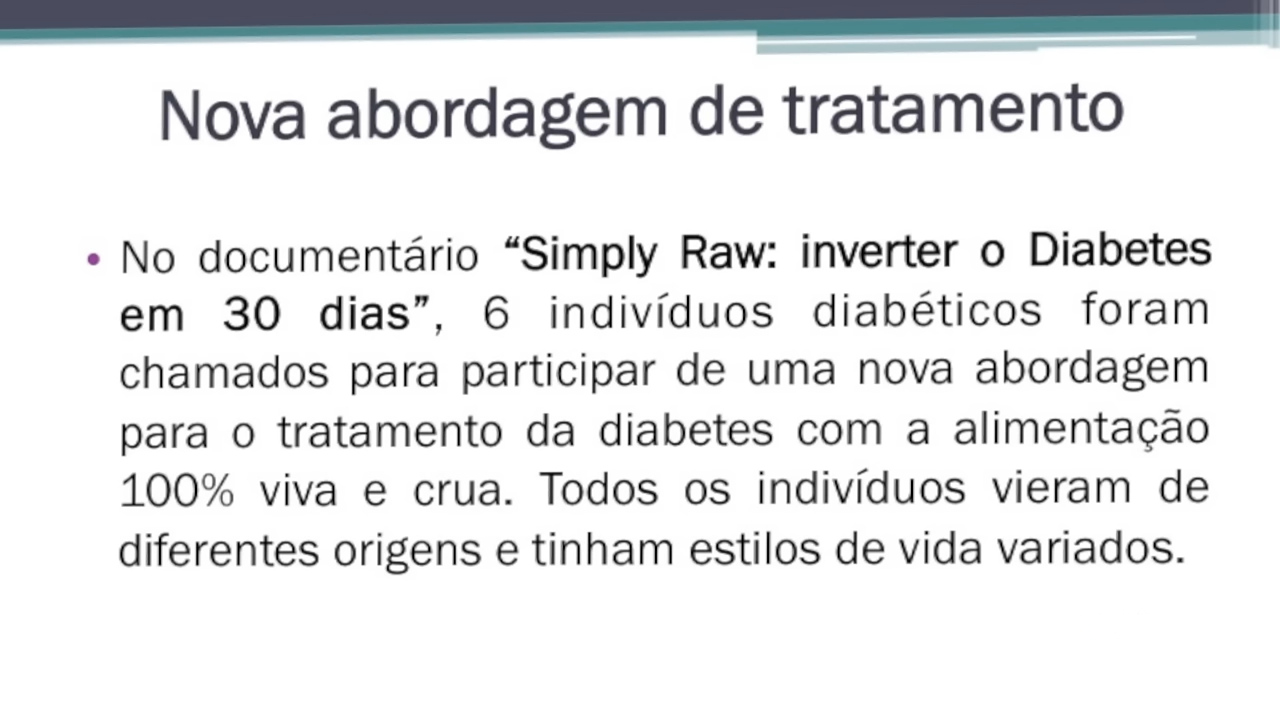 Nova abordagem de tratamento
• No documentário “Simply Raw: inverter o Diabetes
em 30 dias”, 6 indivíduos diabéticos foram
chamados para participar de uma nova abordagem
para o tratamento da diabetes com a alimentação
100% viva e crua. Todos os indivíduos vieram de
diferentes origens e tinham estilos de vida variados.